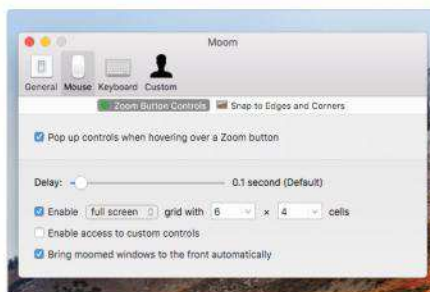 Moom
General Mouse Keyboard Custom
Zoom Button Controls Snap to Edges and Corners
Pop up controls when hovering over a Zoom button
Delay: 0.1 second (Default)
Enable full screen grid with 6 x 4 cells
Enable access to custom controls
Bring moomed windows to the front automatically